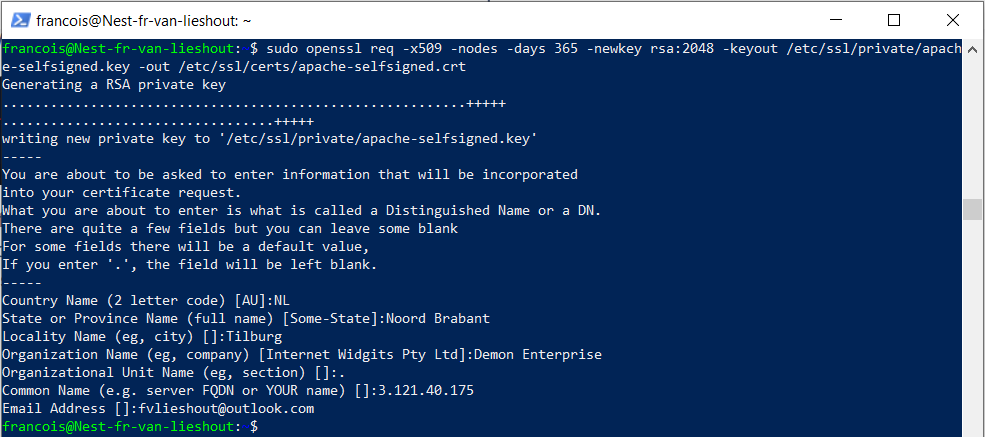 francois@Nest-fr-van-lieshout: ~
francois@Nest-fr-van-lieshout: $ sudo openssl req -x509 -nodes -days 365 -newkey rsa:2048 -keyout /etc/ssl/private/apach
e-selfsigned.key -out /etc/ssl/certs/apache-selfsigned.crt
Generating a RSA private key
..........................................................+++++
..................................+++++
writing new private key to '/etc/ssl/private/apache-selfsigned.key'
-----
You are about to be asked to enter information that will be incorporated
into your certificate request.
What you are about to enter is what is called a Distinguished Name or a DN.
There are quite a few fields but you can leave some blank
For some fields there will be a default value,
If you enter '.', the field will be left blank.
-----
Country Name (2 letter code) [AU]:NL
State or Province Name (full name) [Some-State]:Noord Brabant
Locality Name (eg, city) []:Tilburg
Organization Name (eg, company) [Internet Widgits Pty Ltd]:Demon Enterprise
Organizational Unit Name (eg, section) []:.
Common Name (e.g. server FQDN or YOUR name) []:3.121.40.175
Email Address []:fvlieshout@outlook.com
francois@Nest-fr-van-lieshout: $